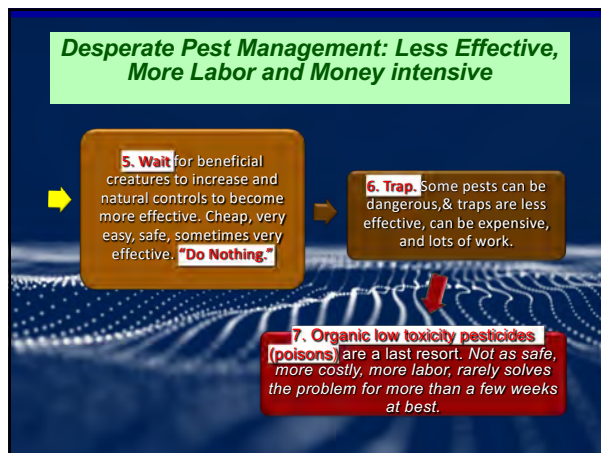 Desperate Pest Management: Less Effective,
More Labor and Money intensive
5. Wait for beneficial
creatures to increase and
natural controls to become
more effective. Cheap, very
easy, safe, sometimes very
effective. "Do Nothing."
6. Trap. Some pests can be
dangerous,& traps are less
effective, can be expensive,
and lots of work.
7. Organic low toxicity pesticides
(poisons) are a last resort. Not as safe,
more costly, more labor, rarely solves
the problem for more than a few weeks
at best.